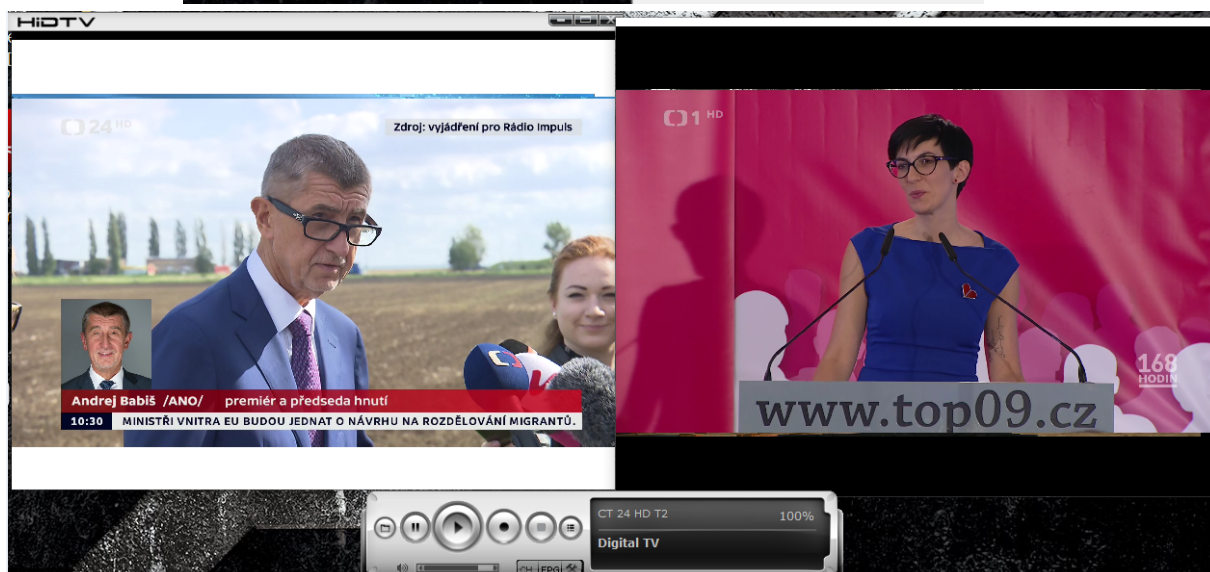 HiDTV
24 HD
Zdroj: vyjádření pro Rádio Impuls
Andrej Babiš /ANO/ premiér a předseda hnutí
10:30 MINISTŘI VNITRA EU BUDOU JEDNAT O NÁVRHU NA ROZDĚLOVÁNÍ MIGRANTŮ.
1 HD
168
HODIN
www.top09.cz
CT 24 HD T2 100%
Digital TV
CH EPG